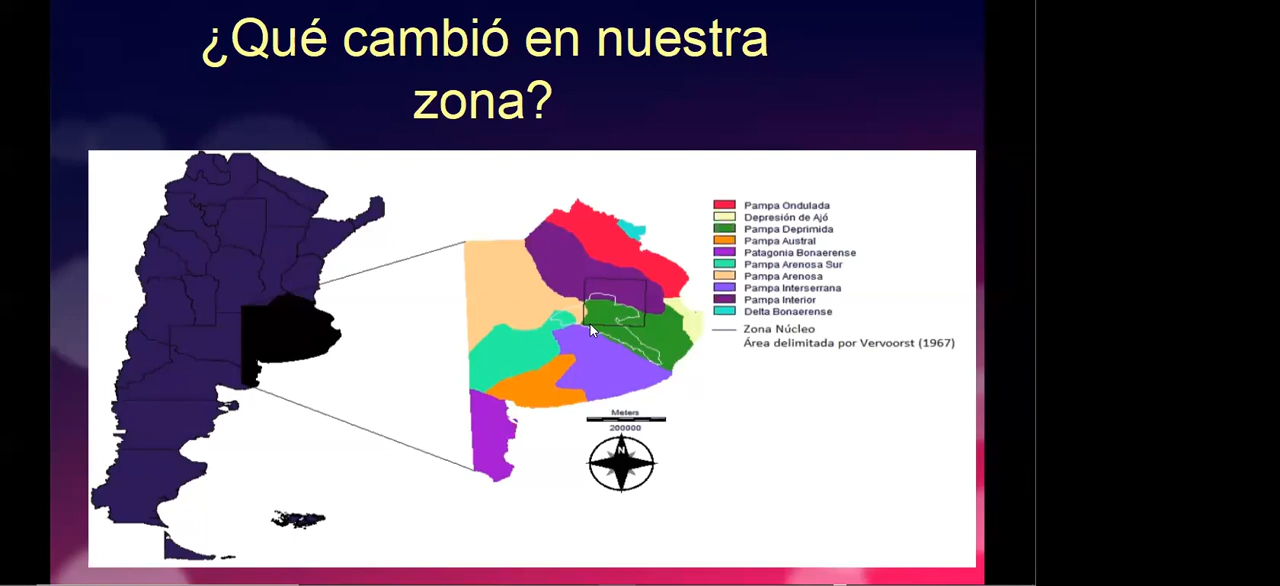 ¿Qué cambió en nuestra
zona?
Pampa Ondulada
Depresión de Ajó
Pampa Deprimida
Pampa Austral
Patagonia Bonaerense
Pampa Arenosa Sur
Pampa Arenosa
Pampa Interserrana
Pampa Interior
Delta Bonaerense
Zona Núcleo
Área delimitada por Vervoorst (1967)
Meters
200000
N